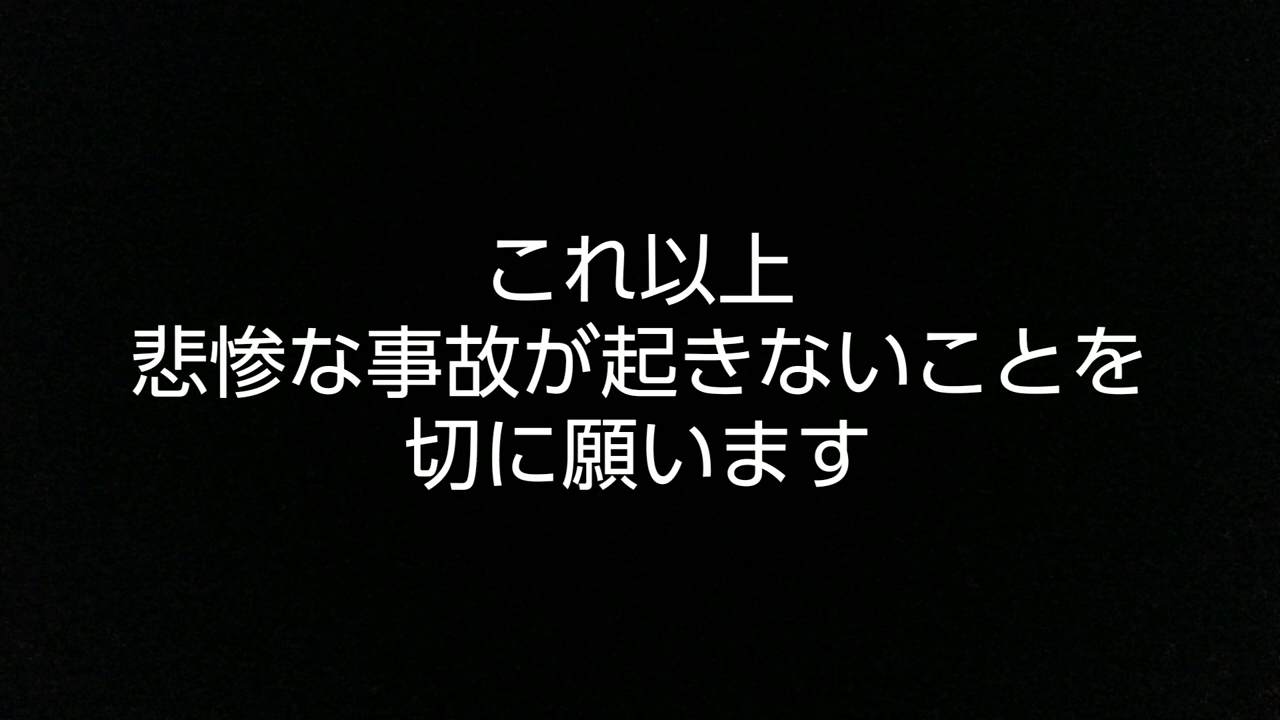 これ以上
悲惨な事故が起きないことを
切に願います